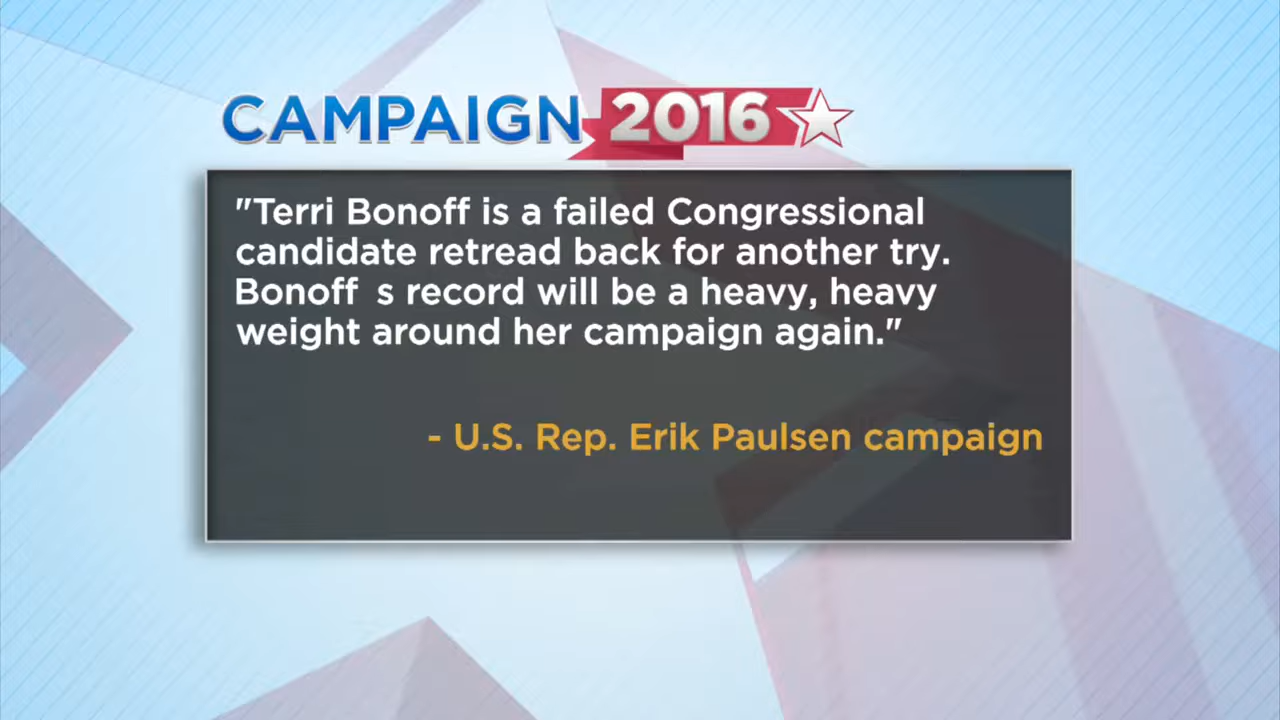 CAMPAIGN 2016
"Terri Bonoff is a failed Congressional
candidate retread back for another try.
Bonoff s record will be a heavy, heavy
weight around her campaign again."
- U.S. Rep. Erik Paulsen campaign